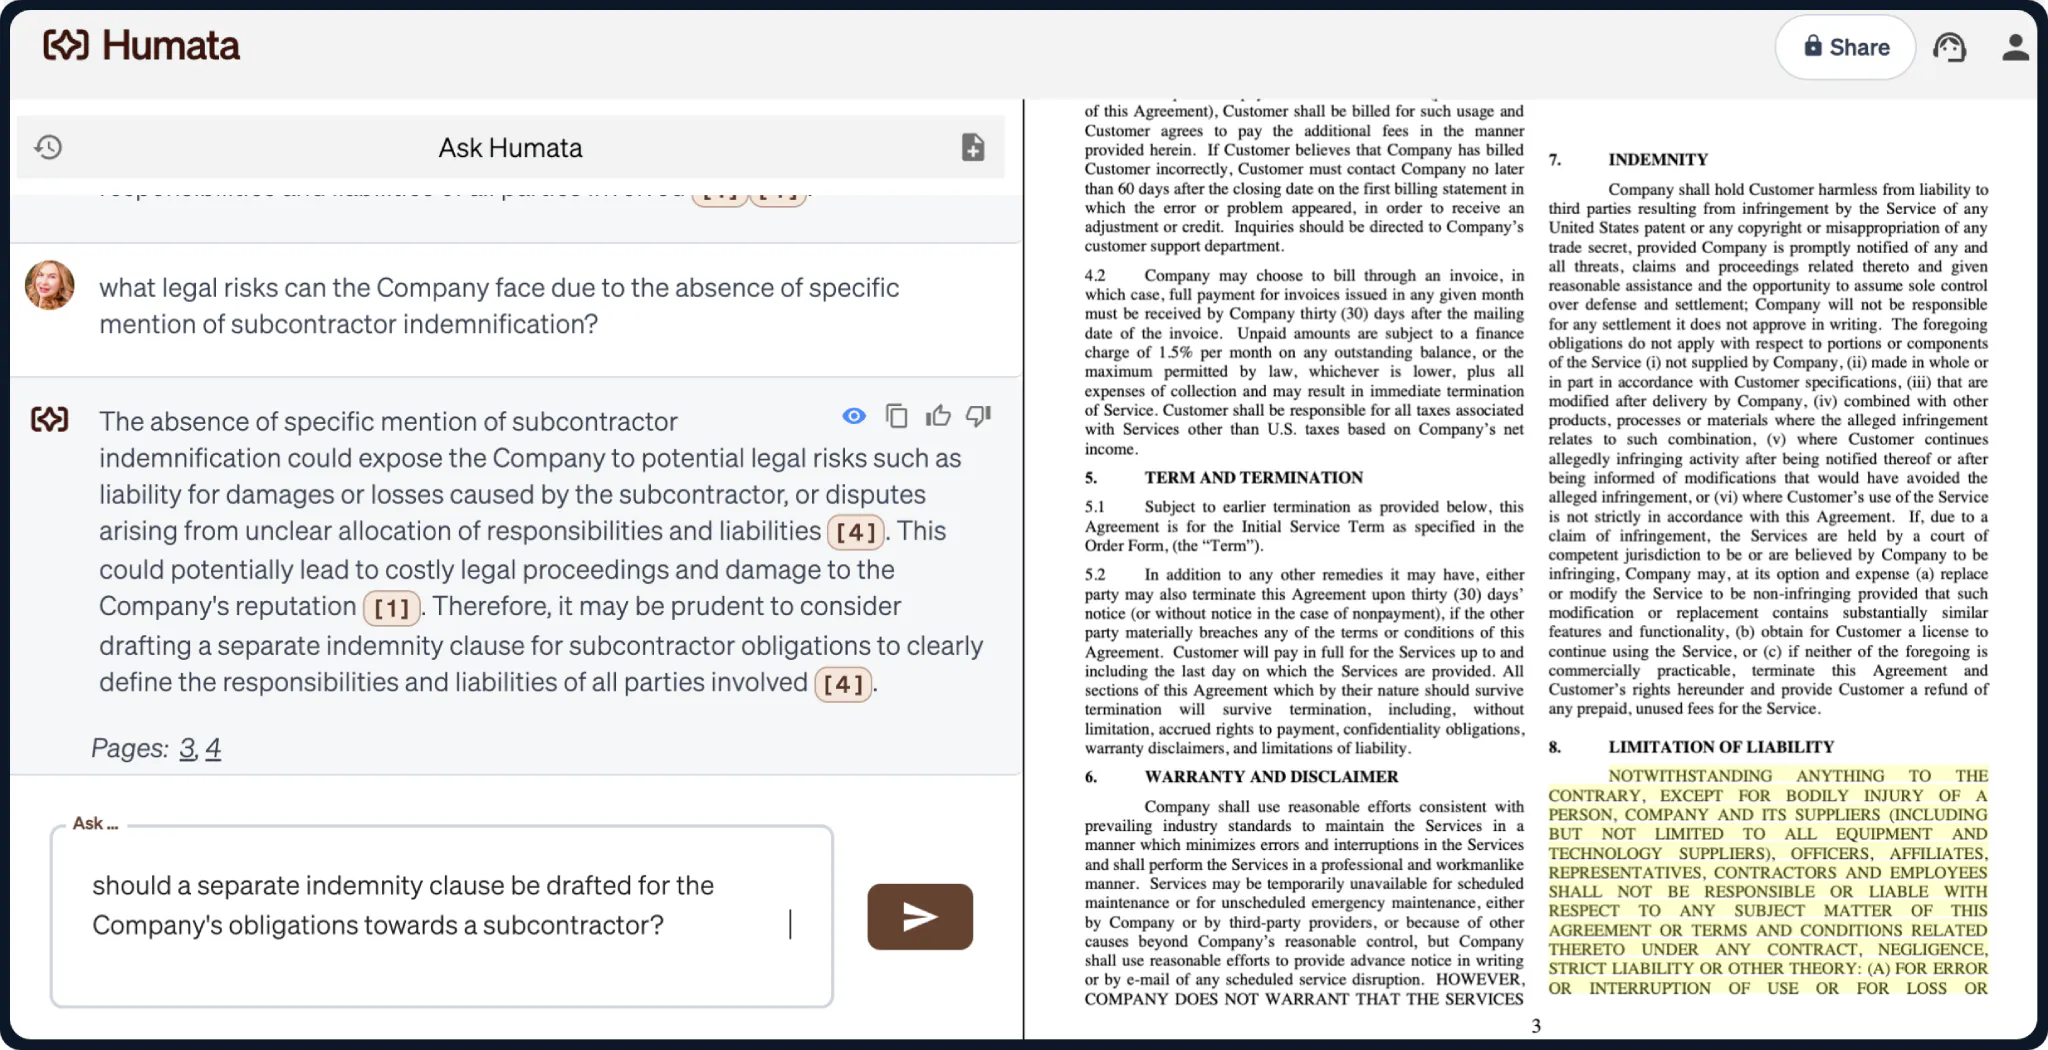 Humata
Share
Ask Humata
responsibilities and liabilities of all parties involved
what legal risks can the Company face due to the absence of specific
mention of subcontractor indemnification?
The absence of specific mention of subcontractor
indemnification could expose the Company to potential legal risks such as
liability for damages or losses caused by the subcontractor, or disputes
arising from unclear allocation of responsibilities and liabilities [4]. This
could potentially lead to costly legal proceedings and damage to the
Company's reputation [1]. Therefore, it may be prudent to consider
drafting a separate indemnity clause for subcontractor obligations to clearly
define the responsibilities and liabilities of all parties involved [4].
Pages: 3, 4
Ask ...
should a separate indemnity clause be drafted for the
Company's obligations towards a subcontractor?
of this Agreement), Customer shall be billed for such usage and
Customer agrees to pay the additional fees in the manner
provided herein. If Customer believes that Company has billed
Customer incorrectly, Customer must contact Company no later
than 60 days after the closing date on the first billing statement in
which the error or problem appeared, in order to receive an
adjustment or credit. Inquiries should be directed to Company’s
customer support department.
4.2 Company may choose to bill through an invoice, in
which case, full payment for invoices issued in any given month
must be received by Company thirty (30) days after the mailing
date of the invoice. Unpaid amounts are subject to a finance
charge of 1.5% per month on any outstanding balance, or the
maximum permitted by law, whichever is lower, plus all
expenses of collection and may result in immediate termination
of Service. Customer shall be responsible for all taxes associated
with Services other than U.S. taxes based on Company’s net
income.
5. TERM AND TERMINATION
5.1 Subject to earlier termination as provided below, this
Agreement is for the Initial Service Term as specified in the
Order Form, (the “Term”).
5.2 In addition to any other remedies it may have, either
party may also terminate this Agreement upon thirty (30) days’
notice (or without notice in the case of nonpayment), if the other
party materially breaches any of the terms or conditions of this
Agreement. Customer will pay in full for the Services up to and
including the last day on which the Services are provided. All
sections of this Agreement which by their nature should survive
termination will survive termination, including, without
limitation, accrued rights to payment, confidentiality obligations,
warranty disclaimers, and limitations of liability.
6. WARRANTY AND DISCLAIMER
Company shall use reasonable efforts consistent with
prevailing industry standards to maintain the Services in a
manner which minimizes errors and interruptions in the Services
and shall perform the Services in a professional and workmanlike
manner. Services may be temporarily unavailable for scheduled
maintenance or for unscheduled emergency maintenance, either
by Company or by third-party providers, or because of other
causes beyond Company’s reasonable control, but Company
shall use reasonable efforts to provide advance notice in writing
or by e-mail of any scheduled service disruption. HOWEVER,
COMPANY DOES NOT WARRANT THAT THE SERVICES
7. INDEMNITY
Company shall hold Customer harmless from liability to
third parties resulting from infringement by the Service of any
United States patent or any copyright or misappropriation of any
trade secret, provided Company is promptly notified of any and
all threats, claims and proceedings related thereto and given
reasonable assistance and the opportunity to assume sole control
over defense and settlement; Company will not be responsible
for any settlement it does not approve in writing. The foregoing
obligations do not apply with respect to portions or components
of the Service (i) not supplied by Company, (ii) made in whole or
in part in accordance with Customer specifications, (iii) that are
modified after delivery by Company, (iv) combined with other
products, processes or materials where the alleged infringement
relates to such combination, (v) where Customer continues
allegedly infringing activity after being notified thereof or after
being informed of modifications that would have avoided the
alleged infringement, or (vi) where Customer’s use of the Service
is not strictly in accordance with this Agreement. If, due to a
claim of infringement, the Services are held by a court of
competent jurisdiction to be or are believed by Company to be
infringing, Company may, at its option and expense (a) replace
or modify the Service to be non-infringing provided that such
modification or replacement contains substantially similar
features and functionality, (b) obtain for Customer a license to
continue using the Service, or (c) if neither of the foregoing is
commercially practicable, terminate this Agreement and
Customer’s rights hereunder and provide Customer a refund of
any prepaid, unused fees for the Service.
8. LIMITATION OF LIABILITY
NOTWITHSTANDING ANYTHING TO THE
CONTRARY, EXCEPT FOR BODILY INJURY OF A
PERSON, COMPANY AND ITS SUPPLIERS (INCLUDING
BUT NOT LIMITED TO ALL EQUIPMENT AND
TECHNOLOGY SUPPLIERS), OFFICERS, AFFILIATES,
REPRESENTATIVES, CONTRACTORS AND EMPLOYEES
SHALL NOT BE RESPONSIBLE OR LIABLE WITH
RESPECT TO ANY SUBJECT MATTER OF THIS
AGREEMENT OR TERMS AND CONDITIONS RELATED
THERETO UNDER ANY CONTRACT, NEGLIGENCE,
STRICT LIABILITY OR OTHER THEORY: (A) FOR ERROR
OR INTERRUPTION OF USE OR FOR LOSS OR
3